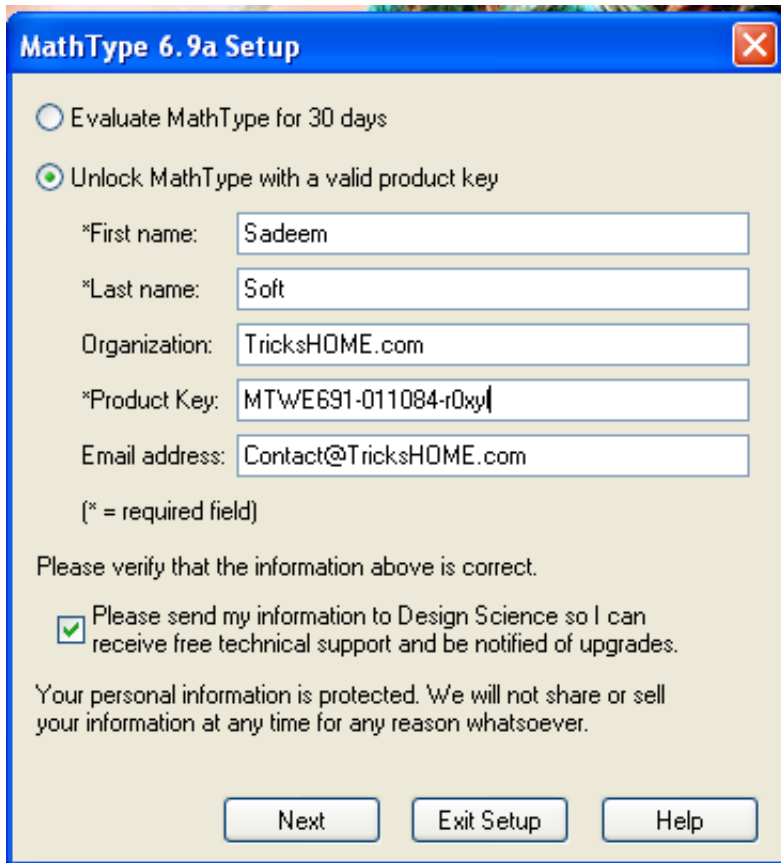 MathType 6.9a Setup
Evaluate MathType for 30 days
Unlock MathType with a valid product key
*First name: Sadeem
*Last name: Soft
Organization: TricksHOME.com
*Product Key: MTWE691-011084-r0xyl
Email address: Contact@TricksHOME.com
(* = required field)
Please verify that the information above is correct.
Please send my information to Design Science so I can
receive free technical support and be notified of upgrades.
Your personal information is protected. We will not share or sell
your information at any time for any reason whatsoever.
Next Exit Setup Help